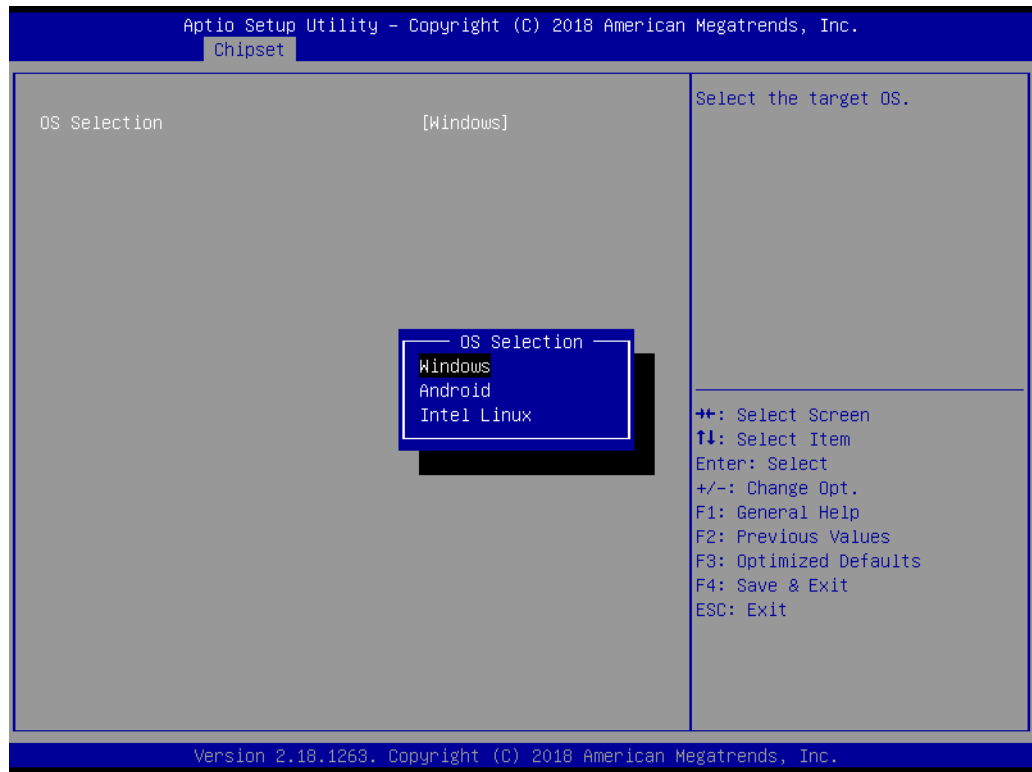 Aptio Setup Utility – Copyright (C) 2018 American Megatrends, Inc.
Chipset
OS Selection [Windows]
Select the target OS.
OS Selection
Windows
Android
Intel Linux
→←: Select Screen
↑↓: Select Item
Enter: Select
+/-: Change Opt.
F1: General Help
F2: Previous Values
F3: Optimized Defaults
F4: Save & Exit
ESC: Exit
Version 2.18.1263. Copyright (C) 2018 American Megatrends, Inc.